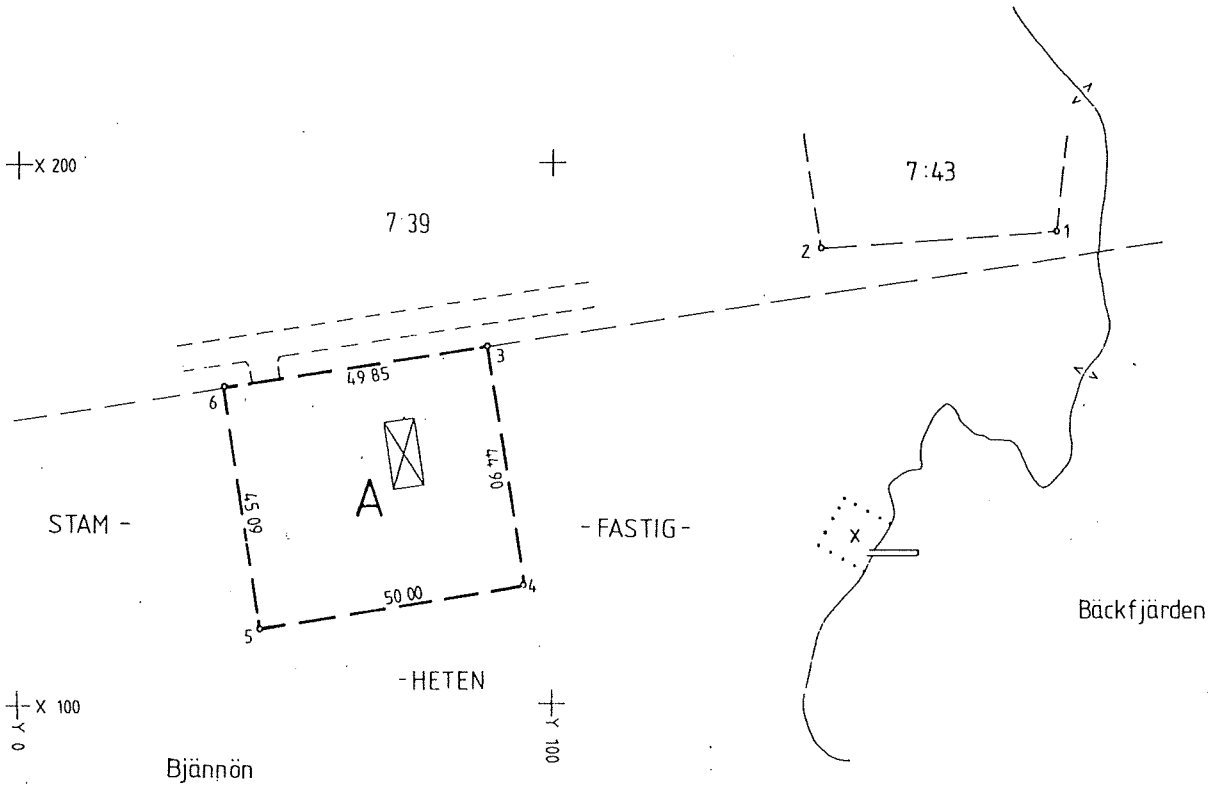 X 200
7:43
7:39
1
2
3
49 85
6
44 90
A
45 09
STAM -
- FASTIG -
50 00
4
5
Bäckfjärden
- HETEN
X 100
Y 0
Y 100
Bjännön
X